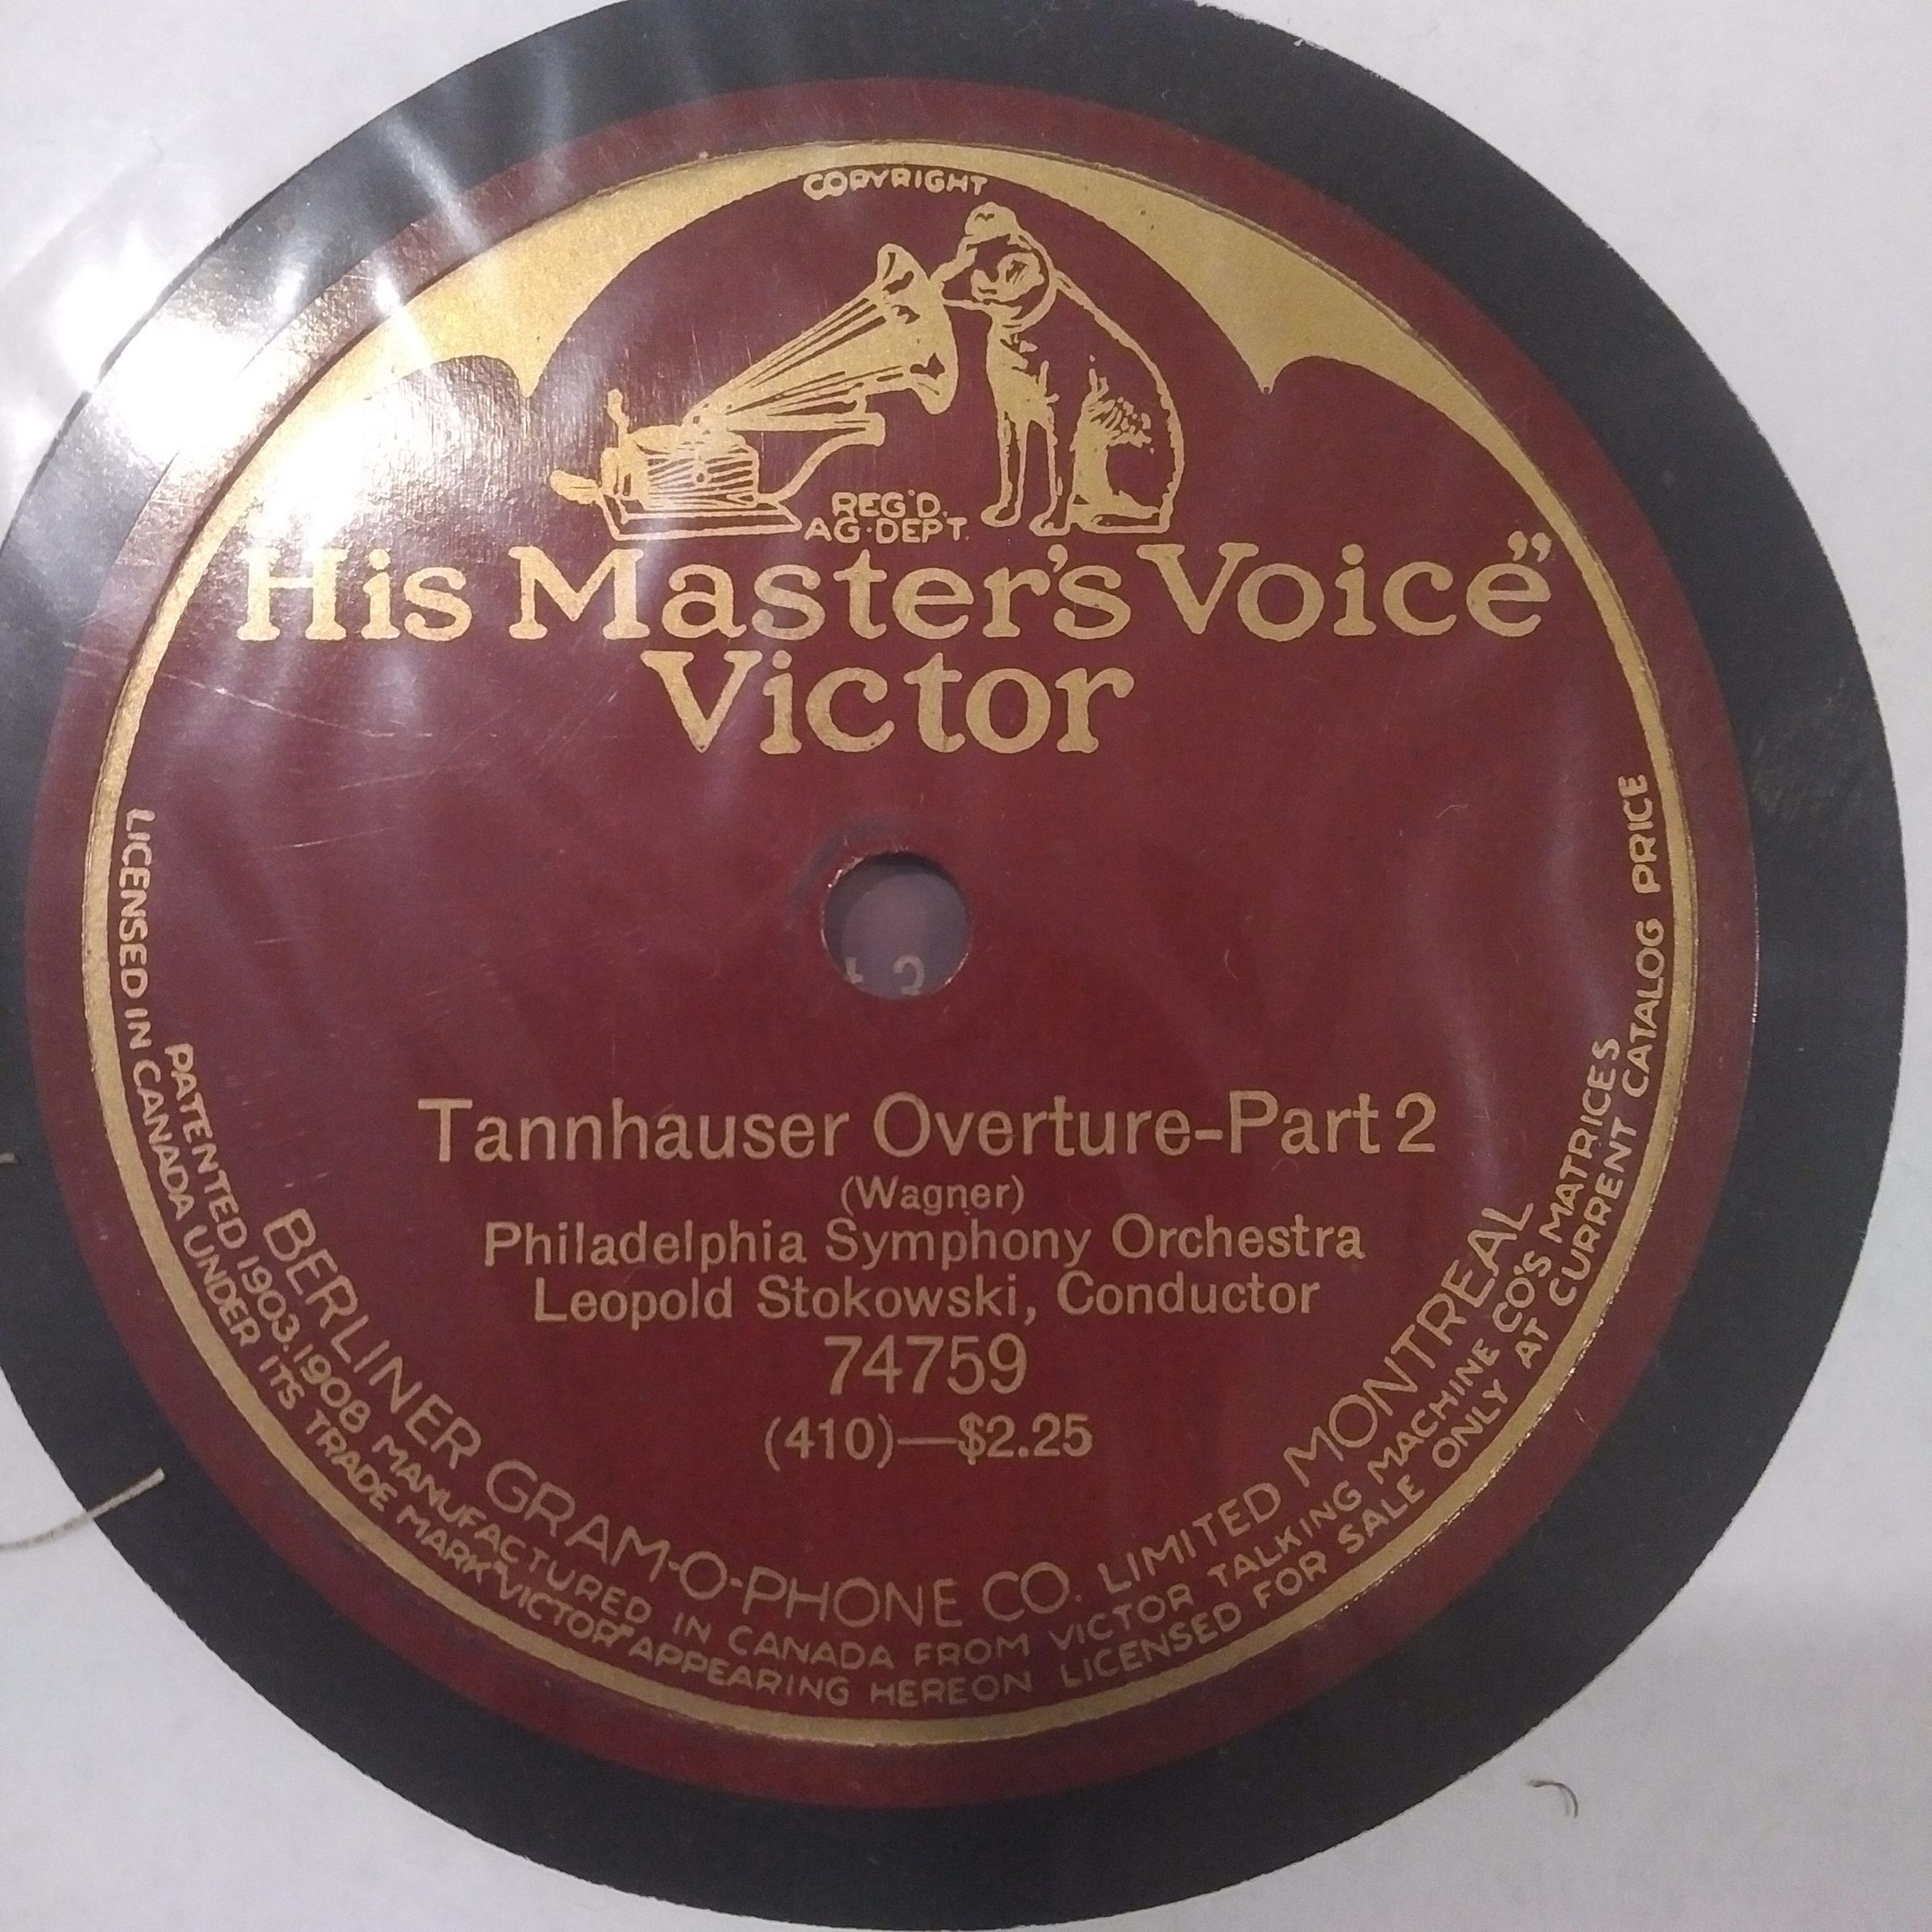 COPYRIGHT
REG'D.
AG·DEPT.
His Master's Voice”
Victor
Tannhauser Overture-Part 2
(Wagner)
Philadelphia Symphony Orchestra
Leopold Stokowski, Conductor
74759
(410)—$2.25
BERLINER GRAM-O-PHONE CO. LIMITED MONTREAL
PATENTED 1903,1908 MANUFACTURED IN CANADA FROM VICTOR TALKING MACHINE CO'S MATRICES
LICENSED IN CANADA UNDER ITS TRADE MARK "VICTOR" APPEARING HEREON LICENSED FOR SALE ONLY AT CURRENT CATALOG PRICE